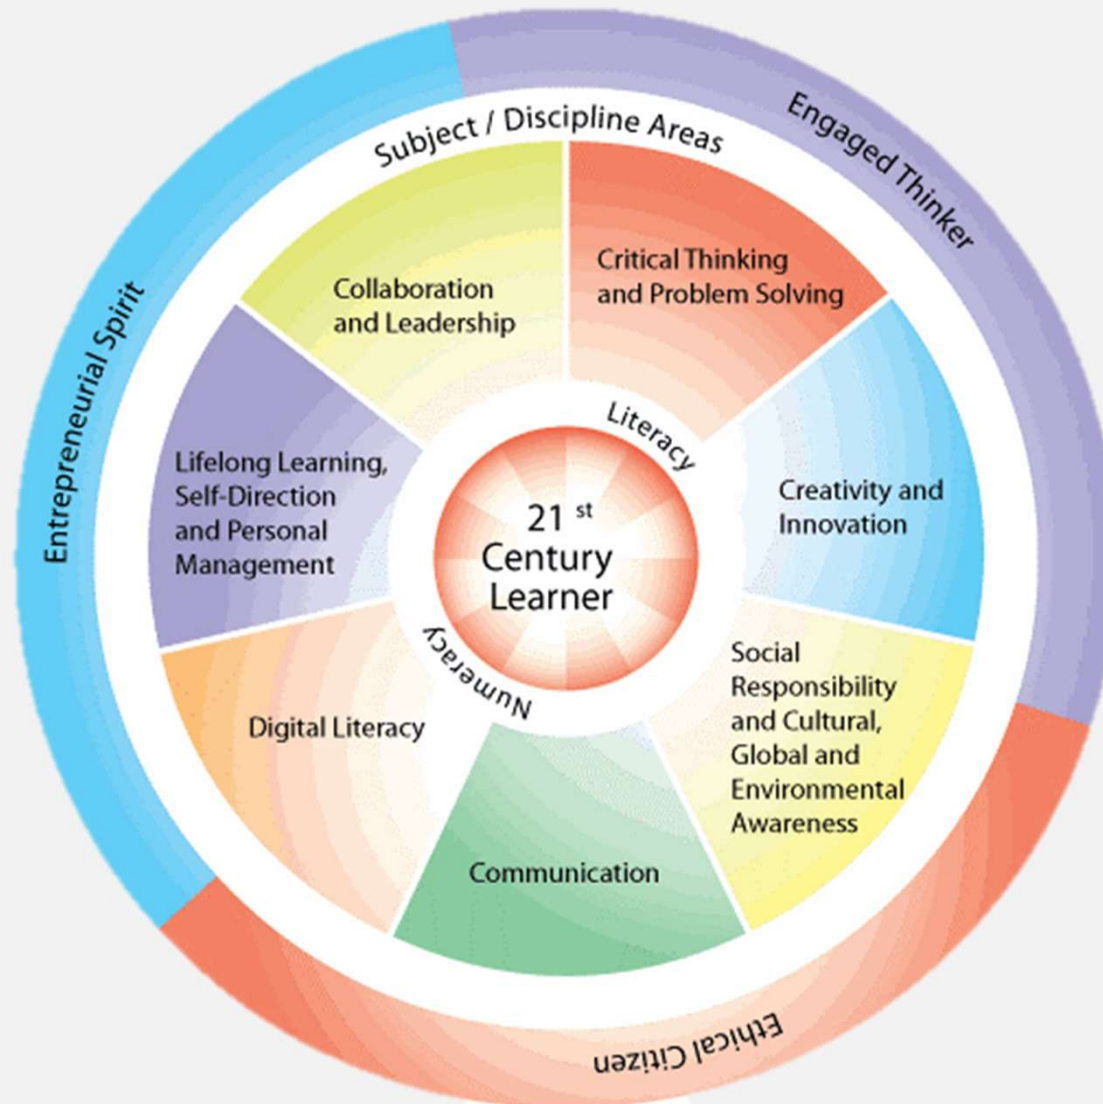 Subject / Discipline Areas
Engaged Thinker
Entrepreneurial Spirit
Ethical Citizen
Collaboration
and Leadership
Critical Thinking
and Problem Solving
Lifelong Learning,
Self-Direction
and Personal
Management
Creativity and
Innovation
Literacy
21 st
Century
Learner
Numeracy
Digital Literacy
Social
Responsibility
and Cultural,
Global and
Environmental
Awareness
Communication